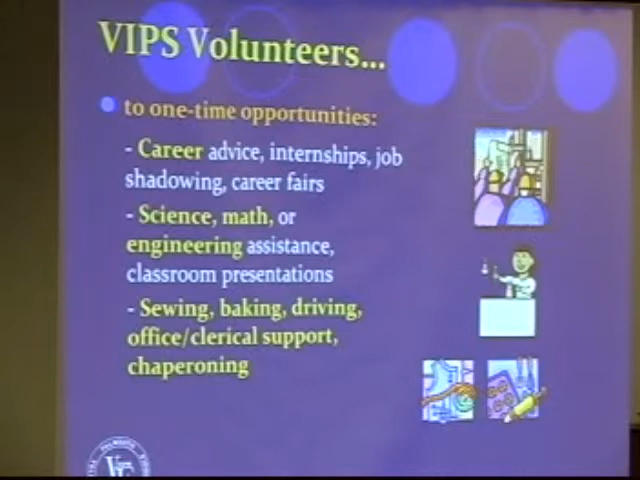 VIPS Volunteers...
to one-time opportunities:
- Career advice, internships, job
shadowing, career fairs
- Science, math, or
engineering assistance,
classroom presentations
- Sewing, baking, driving,
office/clerical support,
chaperoning